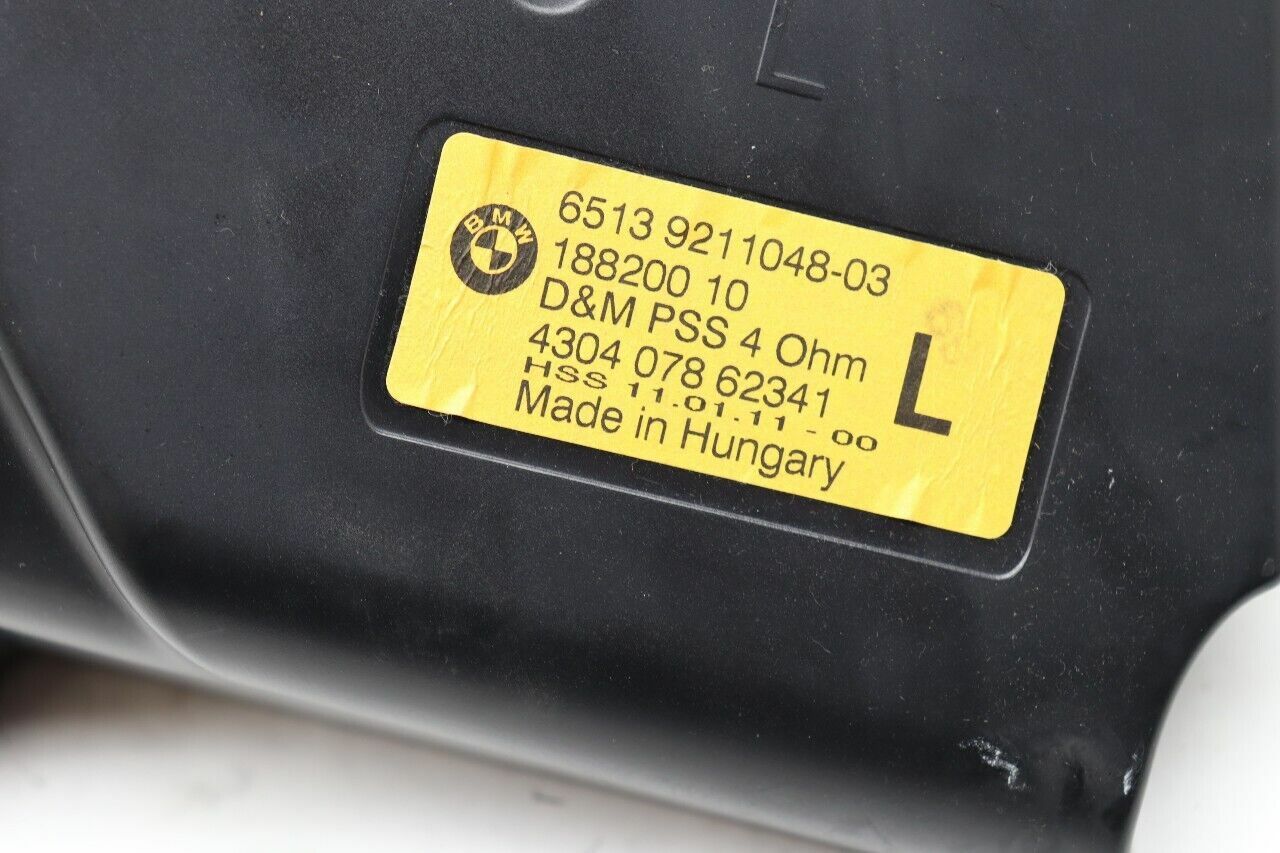 L
BMW
6513 9211048-03
188200 10
D&M PSS 4 Ohm
4304 078 62341
HSS 11.01.11 - 00
Made in Hungary
L